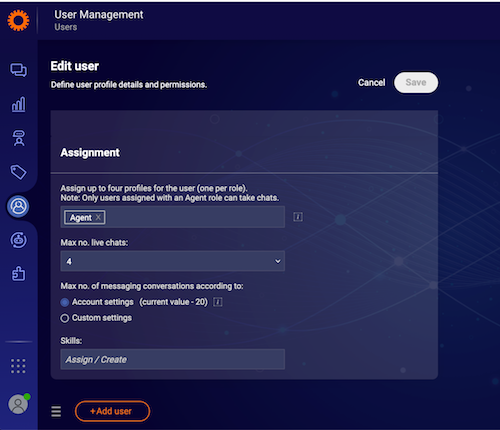 User Management
Users
Edit user
Define user profile details and permissions.
Cancel
Save
Assignment
Assign up to four profiles for the user (one per role).
Note: Only users assigned with an Agent role can take chats.
Agent X
i
Max no. live chats:
4
Max no. of messaging conversations according to:
Account settings (current value - 20) i
Custom settings
Skills:
Assign / Create
+Add user